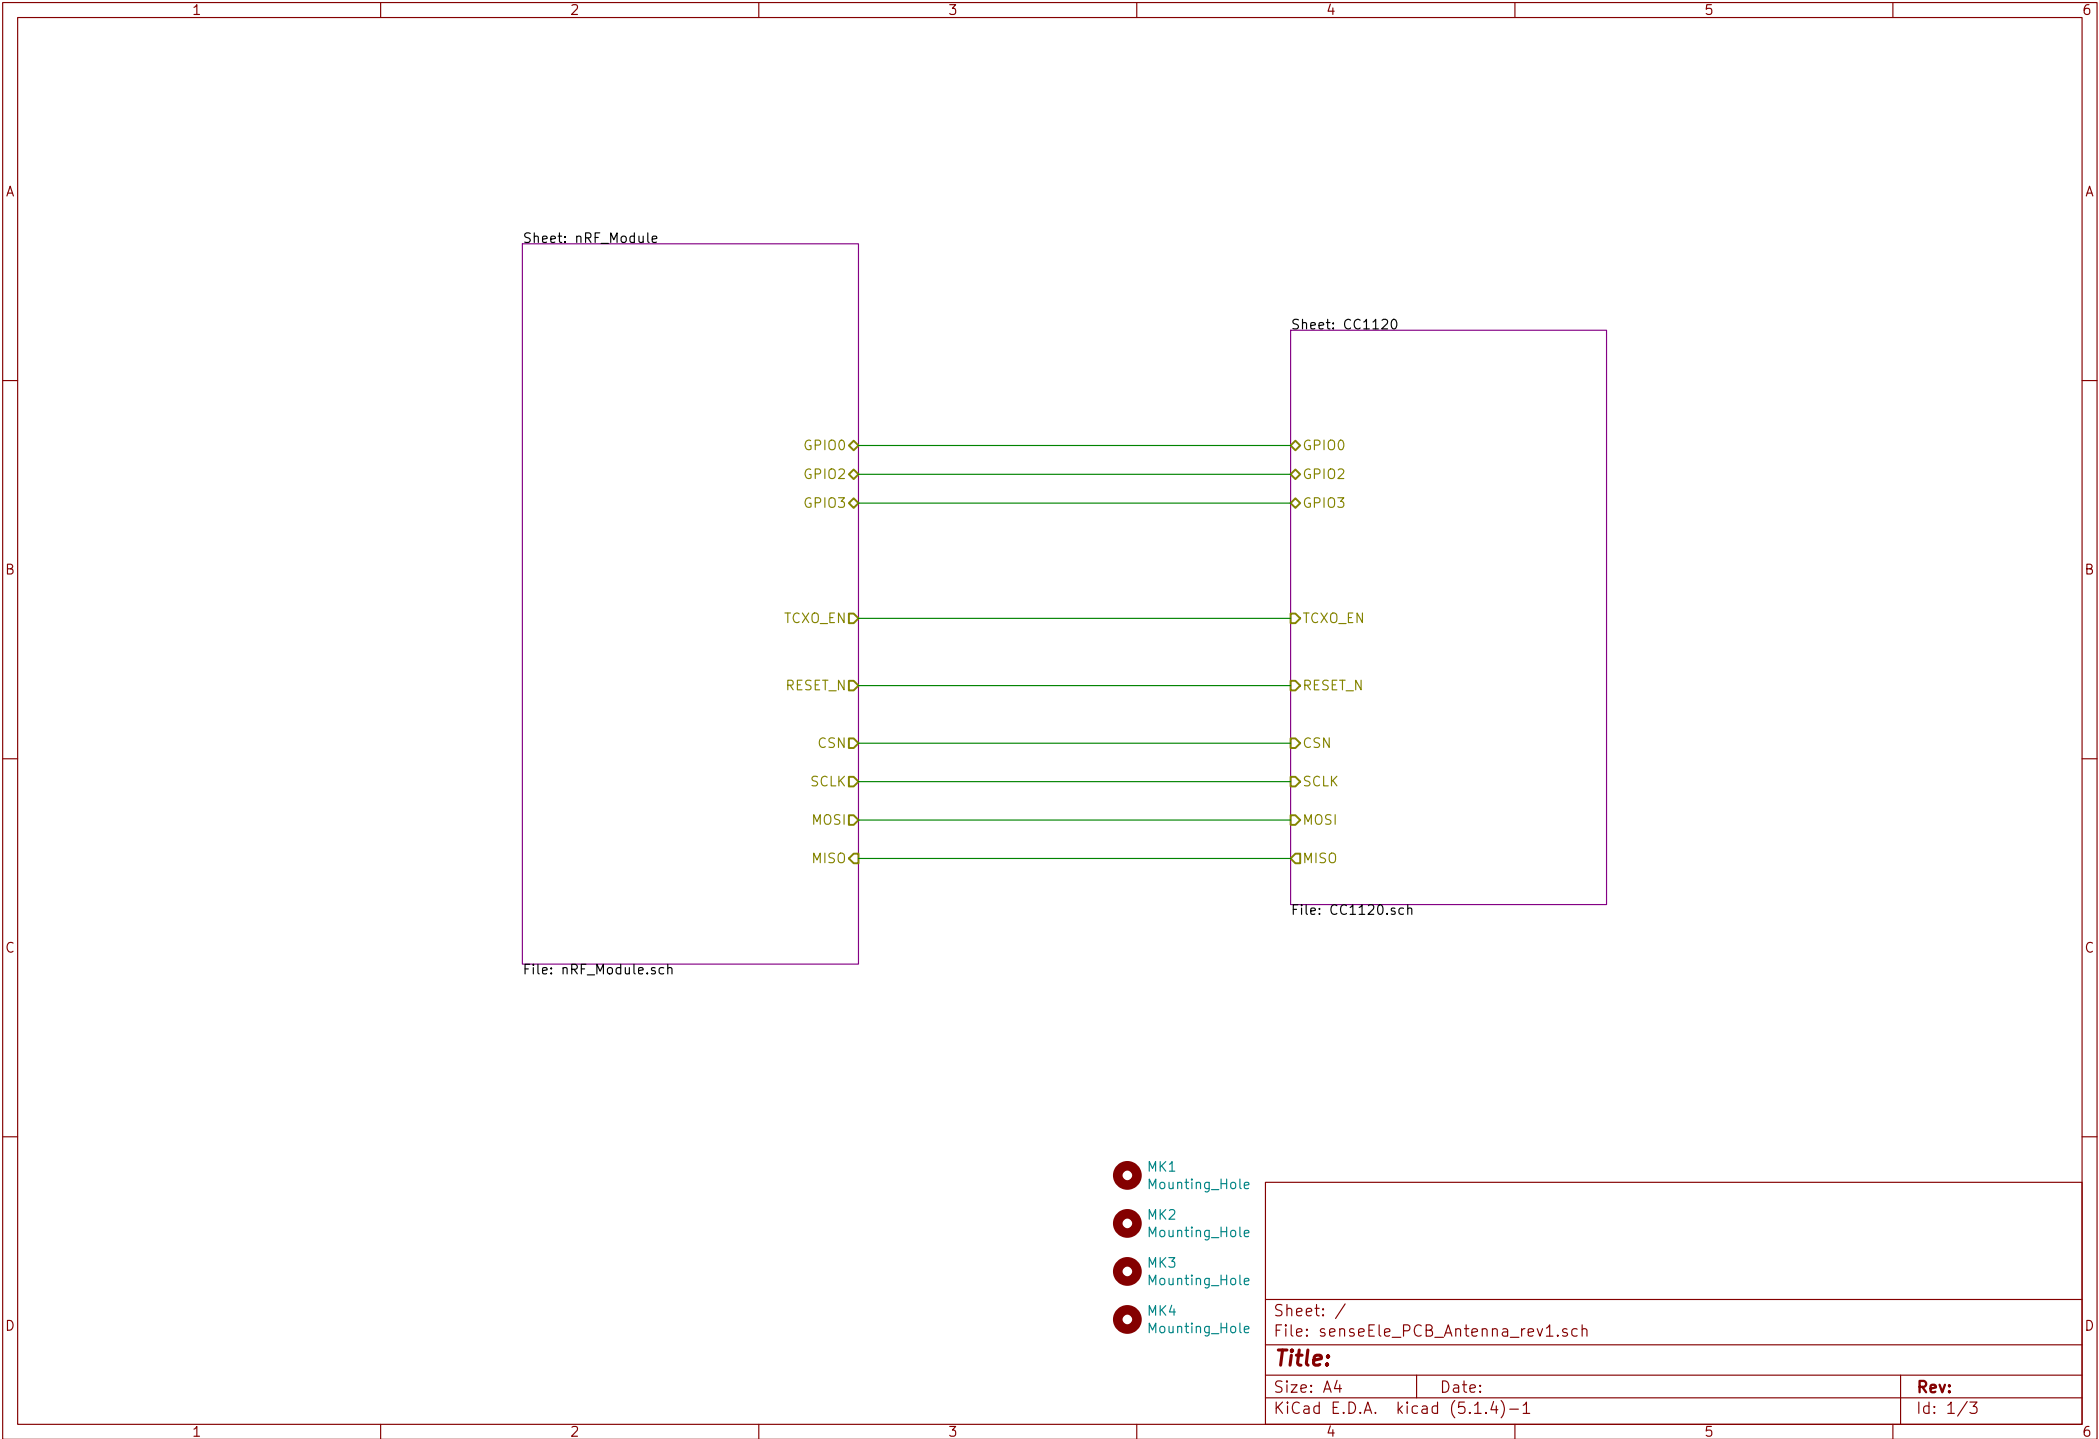 1 2 3 4 5 6
A A
Sheet: nRF_Module
Sheet: CC1120
GPIO0 GPIO0
GPIO2 GPIO2
GPIO3 GPIO3
B B
TCXO_EN TCXO_EN
RESET_N RESET_N
CSN CSN
SCLK SCLK
MOSI MOSI
MISO MISO
File: CC1120.sch
C C
File: nRF_Module.sch
MK1
Mounting_Hole
MK2
Mounting_Hole
MK3
Mounting_Hole
MK4
Mounting_Hole
Sheet: /
File: senseEle_PCB_Antenna_rev1.sch
D D
Title:
Size: A4 Date: Rev:
KiCad E.D.A. kicad (5.1.4)-1 Id: 1/3
1 2 3 4 5 6